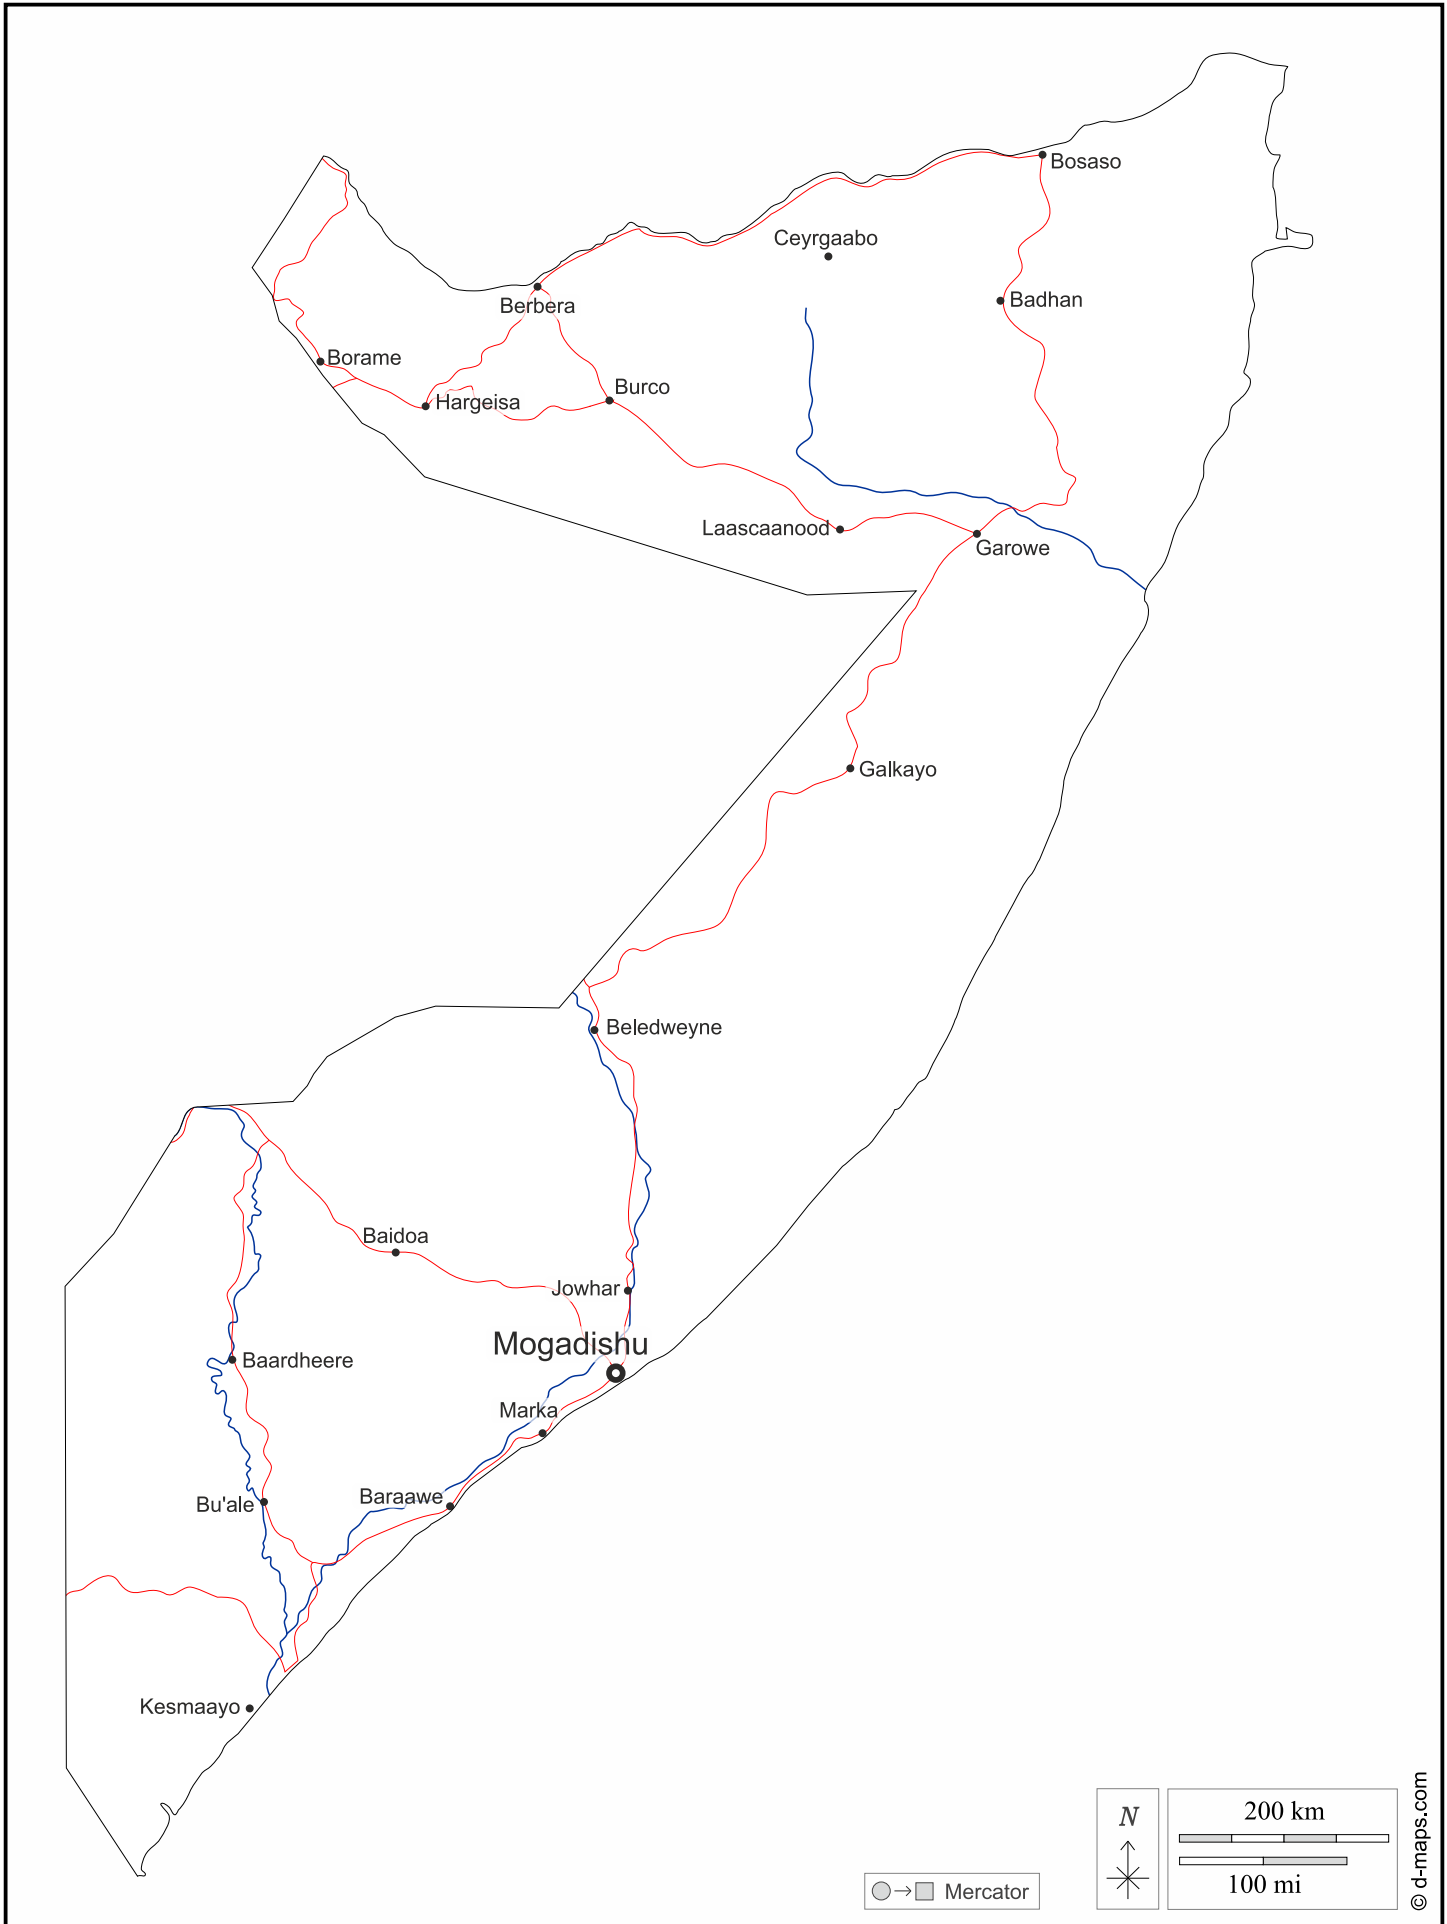 Bosaso
Ceyrgaabo
Berbera
Badhan
Borame
Burco
Hargeisa
Laascaanood
Garowe
Galkayo
Beledweyne
Baidoa
Jowhar
Mogadishu
Baardheere
Marka
Baraawe
Bu'ale
Kesmaayo
N
200 km
100 mi
Mercator
© d-maps.com